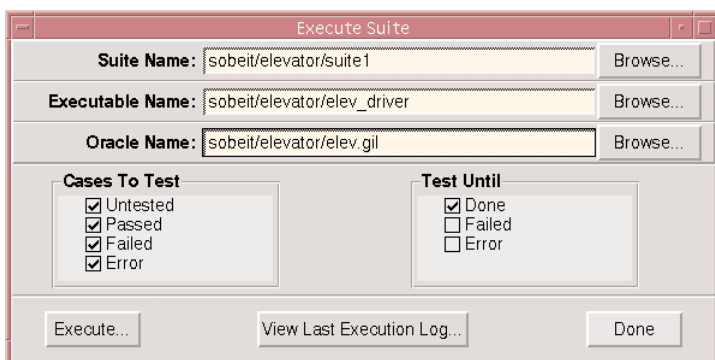 Execute Suite
Suite Name: sobeit/elevator/suite1 Browse...
Executable Name: sobeit/elevator/elev_driver Browse...
Oracle Name: sobeit/elevator/elev.gil Browse...
Cases To Test Test Until
Untested Done
Passed Failed
Failed Error
Error
Execute... View Last Execution Log... Done